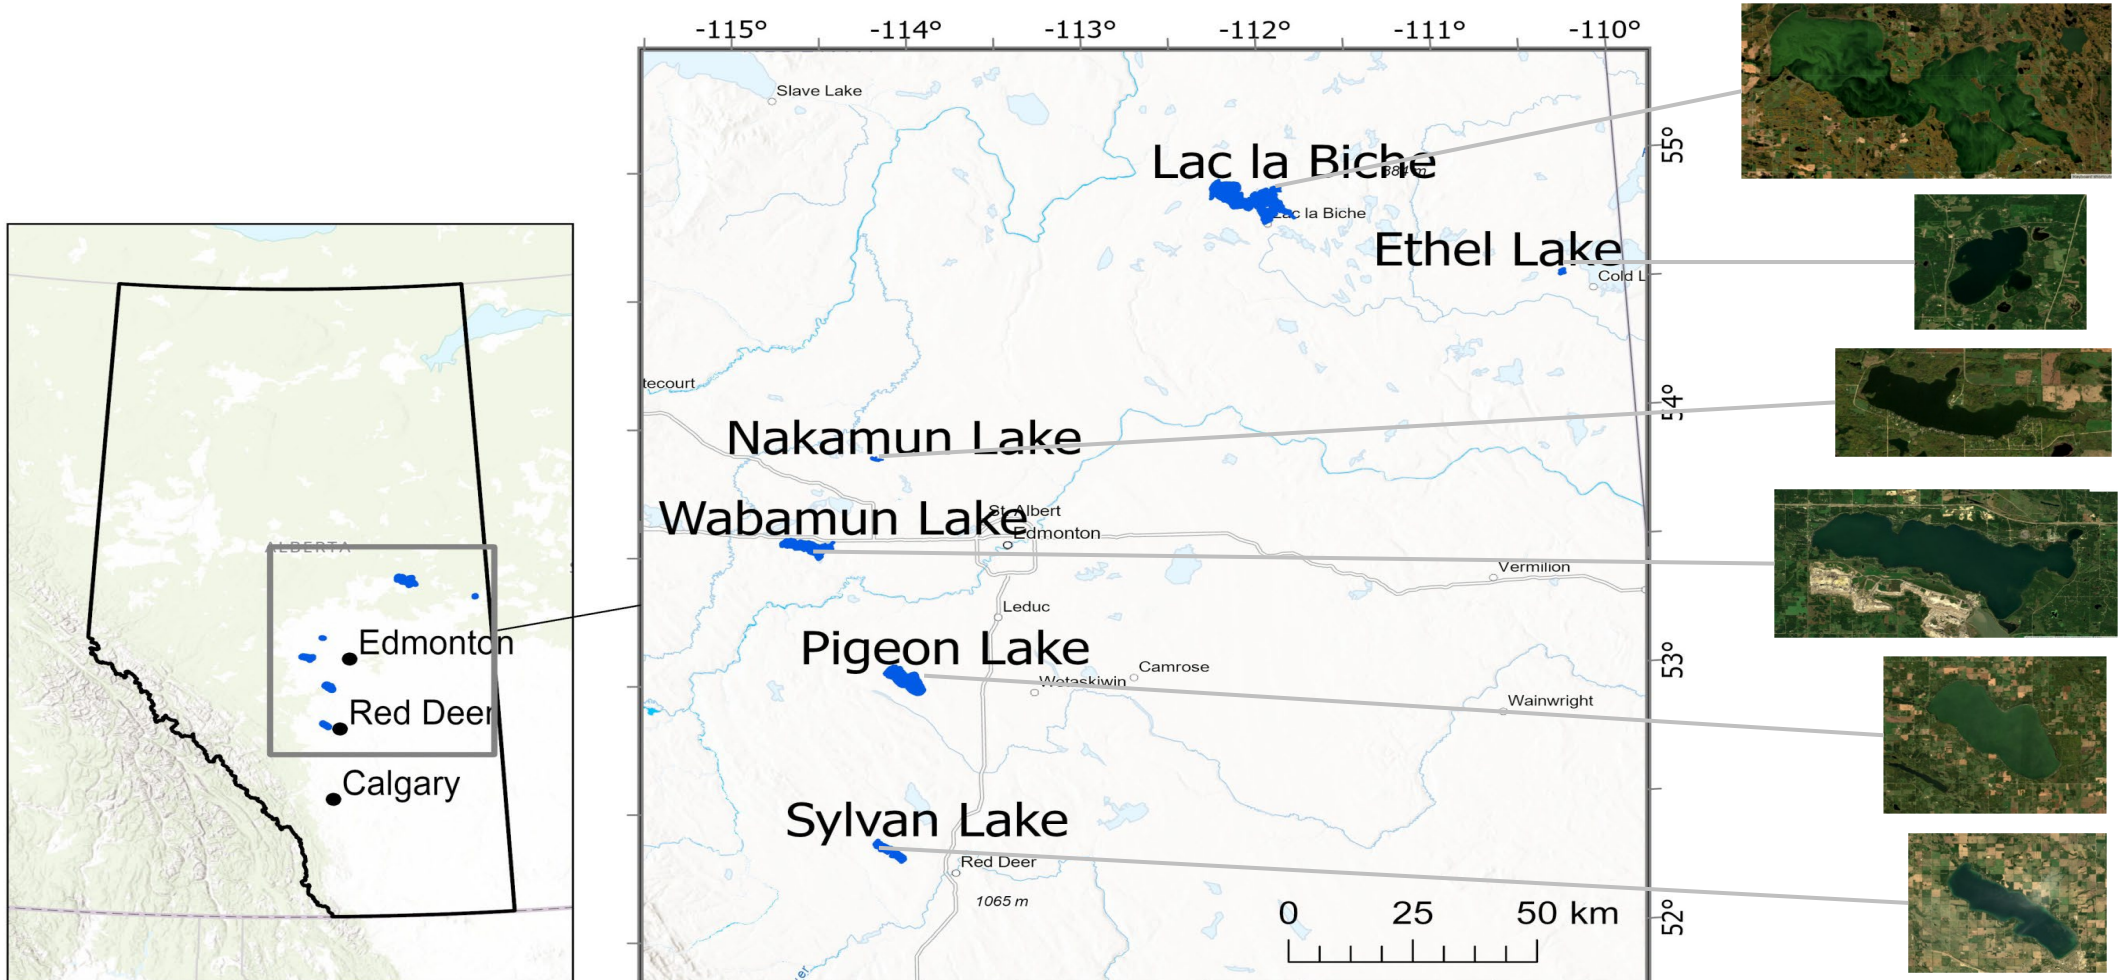 -115° -114° -113° -112° -111° -110°
Slave Lake
Lac la Biche
884 m
Lac la Biche
Ethel Lake
Cold L
55°
tecourt
54°
Nakamun Lake
Wabamun Lake
St. Albert
Edmonton
Vermilion
Leduc
Pigeon Lake
Camrose
Wetaskiwin
53°
Wainwright
Sylvan Lake
Red Deer
1065 m
0 25 50 km
52°
ALBERTA
Edmonton
Red Deer
Calgary